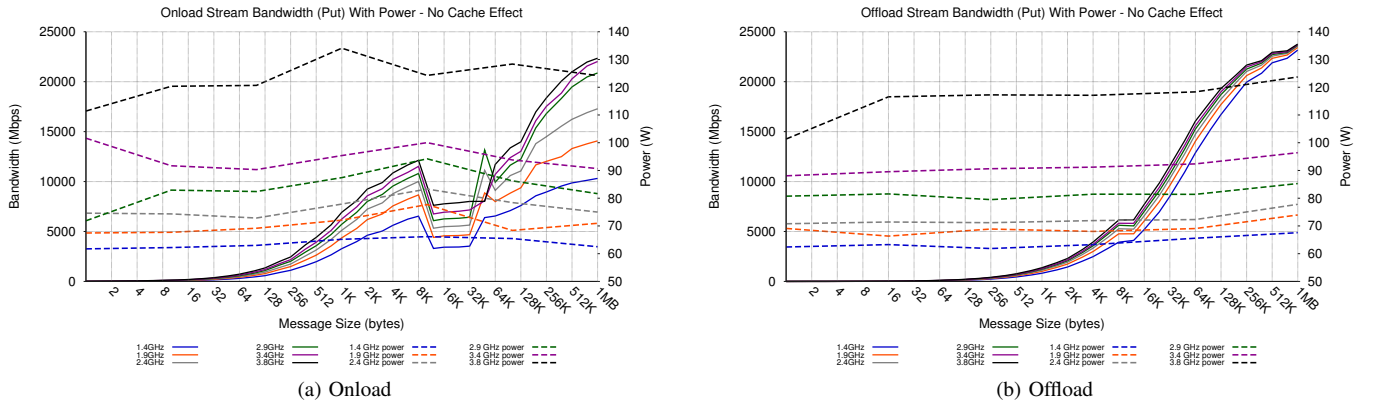 Onload Stream Bandwidth (Put) With Power - No Cache Effect
Bandwidth (Mbps)
25000
20000
15000
10000
5000
0
140
130
120
110
100
90
80
70
60
50
Power (W)
2 4 8 16 32 64 128 256 512 1K 2K 4K 8K 16K 32K 64K 128K 256K 512K 1MB
Message Size (bytes)
1.4GHz 2.9GHz 1.4 GHz power 2.9 GHz power
1.9GHz 3.4GHz 1.9 GHz power 3.4 GHz power
2.4GHz 3.8GHz 2.4 GHz power 3.8 GHz power
(a) Onload
Offload Stream Bandwidth (Put) With Power - No Cache Effect
Bandwidth (Mbps)
25000
20000
15000
10000
5000
0
140
130
120
110
100
90
80
70
60
50
Power (W)
2 4 8 16 32 64 128 256 512 1K 2K 4K 8K 16K 32K 64K 128K 256K 512K 1MB
Message Size (bytes)
1.4GHz 2.9GHz 1.4 GHz power 2.9 GHz power
1.9GHz 3.4GHz 1.9 GHz power 3.4 GHz power
2.4GHz 3.8GHz 2.4 GHz power 3.8 GHz power
(b) Offload